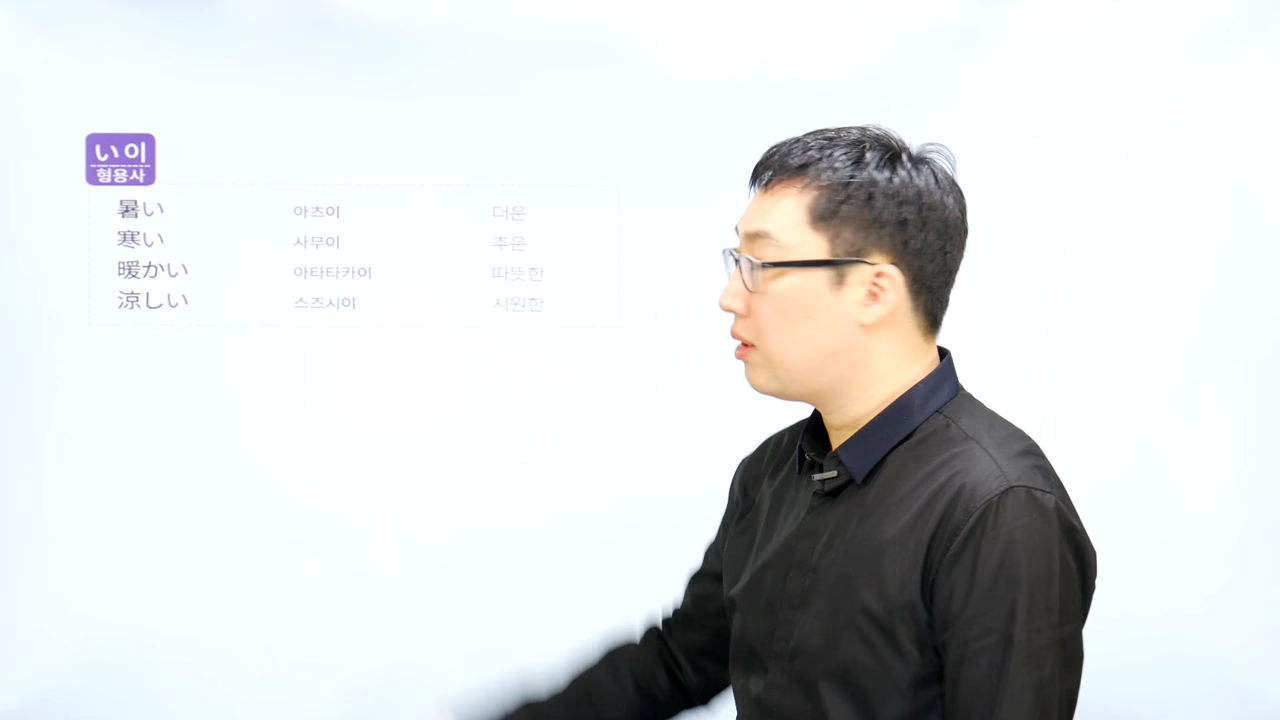 い이
형용사
暑い 아츠이 더운
寒い 사무이 추운
暖かい 아타타카이 따뜻한
涼しい 스즈시이 시원한